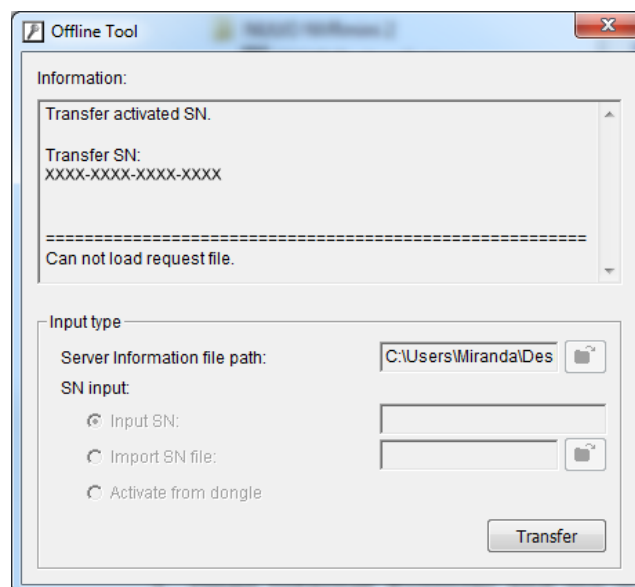 Offline Tool
Information:
Transfer activated SN.
Transfer SN:
XXXX-XXXX-XXXX-XXXX
======================================================
Can not load request file.
Input type
Server Information file path:
C:\Users\Miranda\Des
SN input:
Input SN:
Import SN file:
Activate from dongle
Transfer